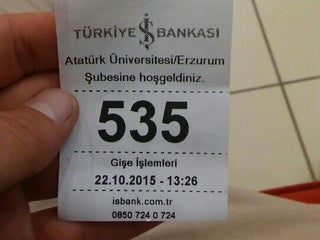 TÜRKİYE İŞ BANKASI
Atatürk Üniversitesi/Erzurum
Şubesine hoşgeldiniz.
535
Gişe İşlemleri
22.10.2015 - 13:26
isbank.com.tr
0850 724 0 724